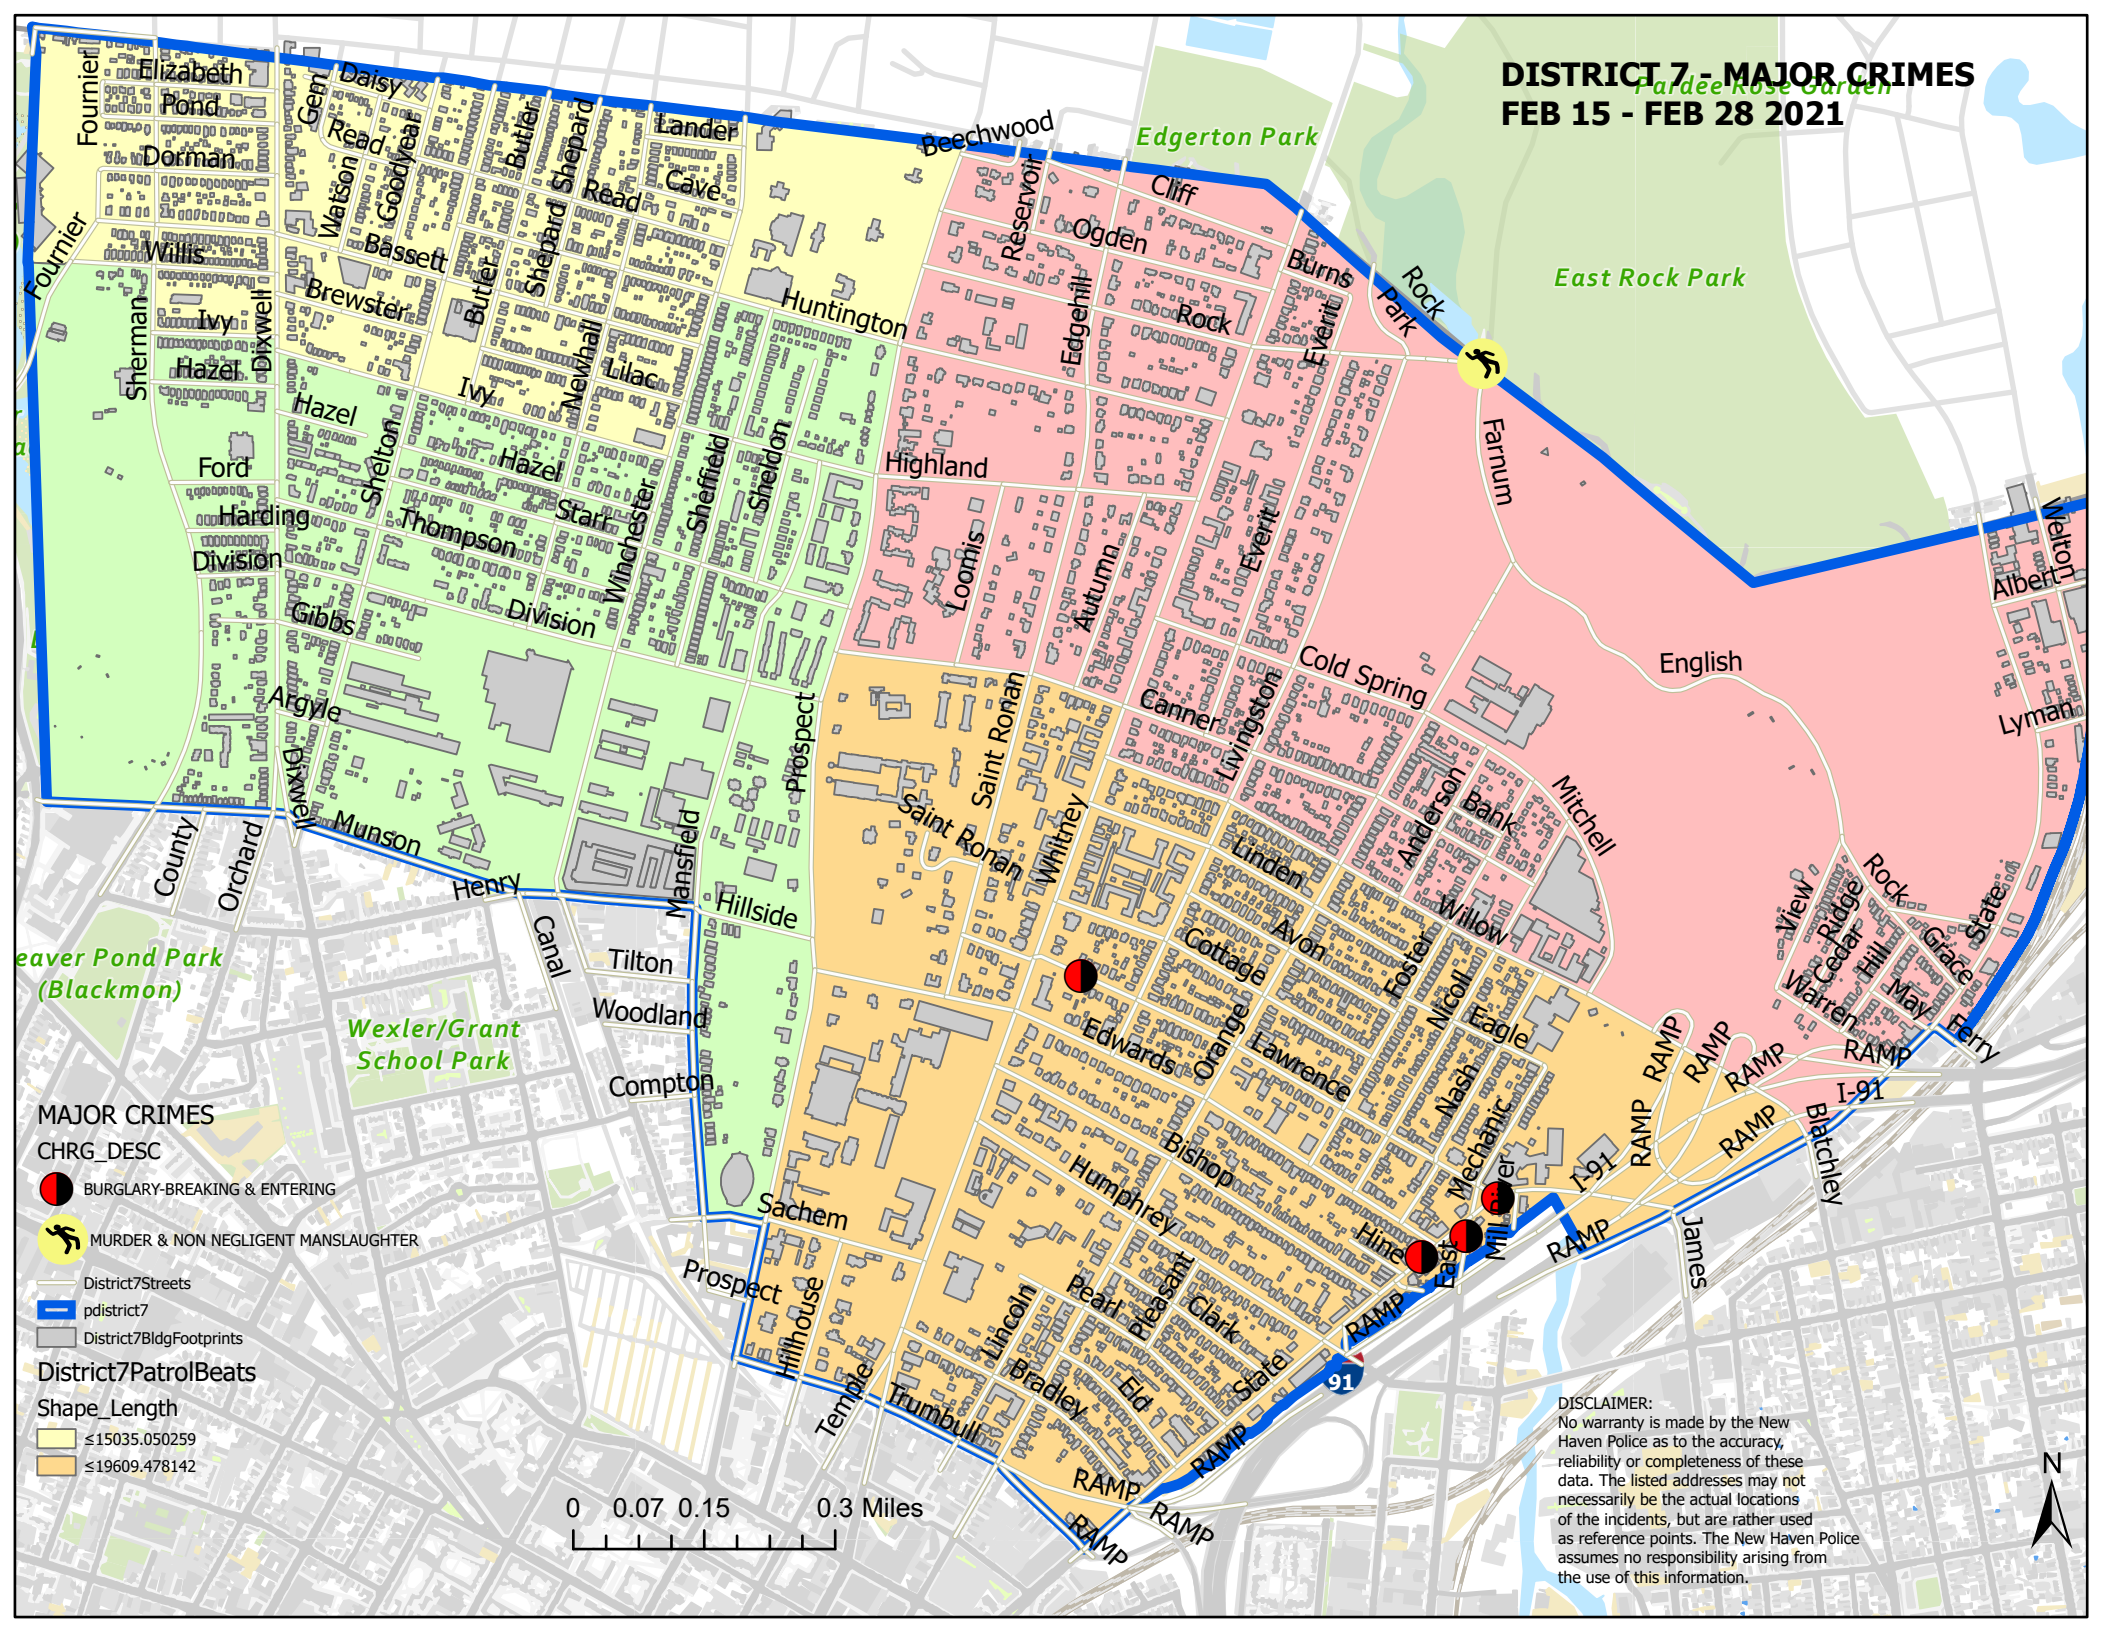 DISTRICT 7 - MAJOR CRIMES
FEB 15 - FEB 28 2021
Pardee Rose Garden
Edgerton Park
East Rock Park
Elizabeth
Fournier
Pond
Gem
Daisy
Read
Dorman
Watson
Goodyear
Butler
Shepard
Shepard
Lander
Cave
Read
Beechwood
Reservoir
Cliff
Ogden
Burns
Rock
Park
Fournier
Willis
Bassett
Brewster
Butler
Shepard
Huntington
Edgehill
Rock
Everit
Sherman
Ivy
Dixwell
Hazel
Newhall
Lilac
Ivy
Hazel
Shelton
Hazel
Starr
Winchester
Sheffield
Sheldon
Highland
Farnum
Ford
Harding
Division
Thompson
Loomis
Autumn
Everit
Welton
Albert
Gibbs
Division
Cold Spring
English
Lyman
Argyle
Prospect
Saint Ronan
Canner
Livingston
Dixwell
Munson
Mansfield
Saint Ronan
Whitney
Linden
Anderson
Bank
Mitchell
County
Orchard
Henry
Hillside
Canal
Willow
View
Ridge
Rock
Cedar
Hill
Grace
State
Warren
May
Ferry
eaver Pond Park
(Blackmon)
Tilton
Woodland
Wexler/Grant
School Park
Compton
Cottage
Avon
Foster
Nicoll
Eagle
Edwards
Orange
Lawrence
Nash
Mechanic
RAMP
RAMP
RAMP
RAMP
I-91
RAMP
RAMP
Blatchley
I-91
Bishop
Humphrey
Hine
East
Mill River
RAMP
James
Sachem
Prospect
Hillhouse
Temple
Trumbull
Lincoln
Pearl
Pleasant
Clark
Bradley
Eld
State
RAMP
RAMP
RAMP
RAMP
RAMP
91
MAJOR CRIMES
CHRG_DESC
BURGLARY-BREAKING & ENTERING
MURDER & NON NEGLIGENT MANSLAUGHTER
District7Streets
pdistrict7
District7BldgFootprints
District7PatrolBeats
Shape_Length
≤15035.050259
≤19609.478142
0 0.07 0.15 0.3 Miles
DISCLAIMER:
No warranty is made by the New
Haven Police as to the accuracy,
reliability or completeness of these
data. The listed addresses may not
necessarily be the actual locations
of the incidents, but are rather used
as reference points. The New Haven Police
assumes no responsibility arising from
the use of this information.
N